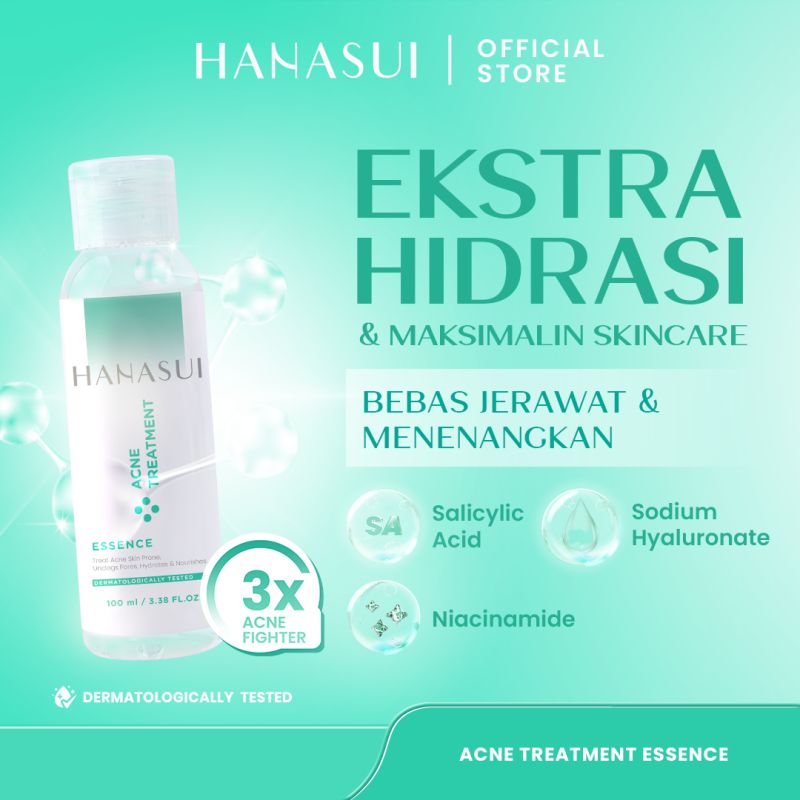 HANASUI
OFFICIAL
STORE
EKSTRA
HIDRASI
& MAKSIMALIN SKINCARE
BEBAS JERAWAT &
MENENANGKAN
SA
Salicylic
Acid
Sodium
Hyaluronate
Niacinamide
HANASUI
ACNE
TREATMENT
ESSENCE
Treat Acne Skin Prone,
Unclogs Pores, Hydrates & Nourishes
DERMATOLOGICALLY TESTED
100 ml / 3.38 FL.OZ
3x
ACNE
FIGHTER
DERMATOLOGICALLY TESTED
ACNE TREATMENT ESSENCE